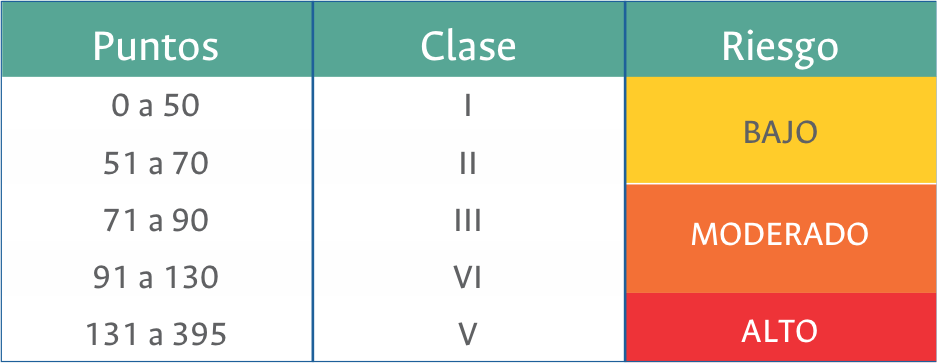 Puntos Clase Riesgo
0 a 50 I
BAJO
51 a 70 II
71 a 90 III
MODERADO
91 a 130 VI
131 a 395 V ALTO